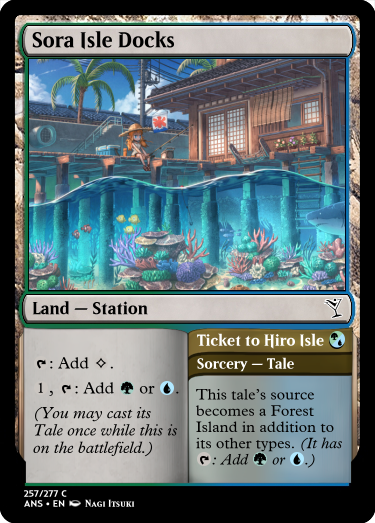 Sora Isle Docks
Land — Station
: Add .
1 , : Add  or .
(You may cast its
Tale once while this is
on the battlefield.)
Ticket to Hiro Isle
Sorcery — Tale
This tale's source
becomes a Forest
Island in addition to
its other types. (It has
: Add  or .)
257/277 C
ANS • EN Nagi Itsuki